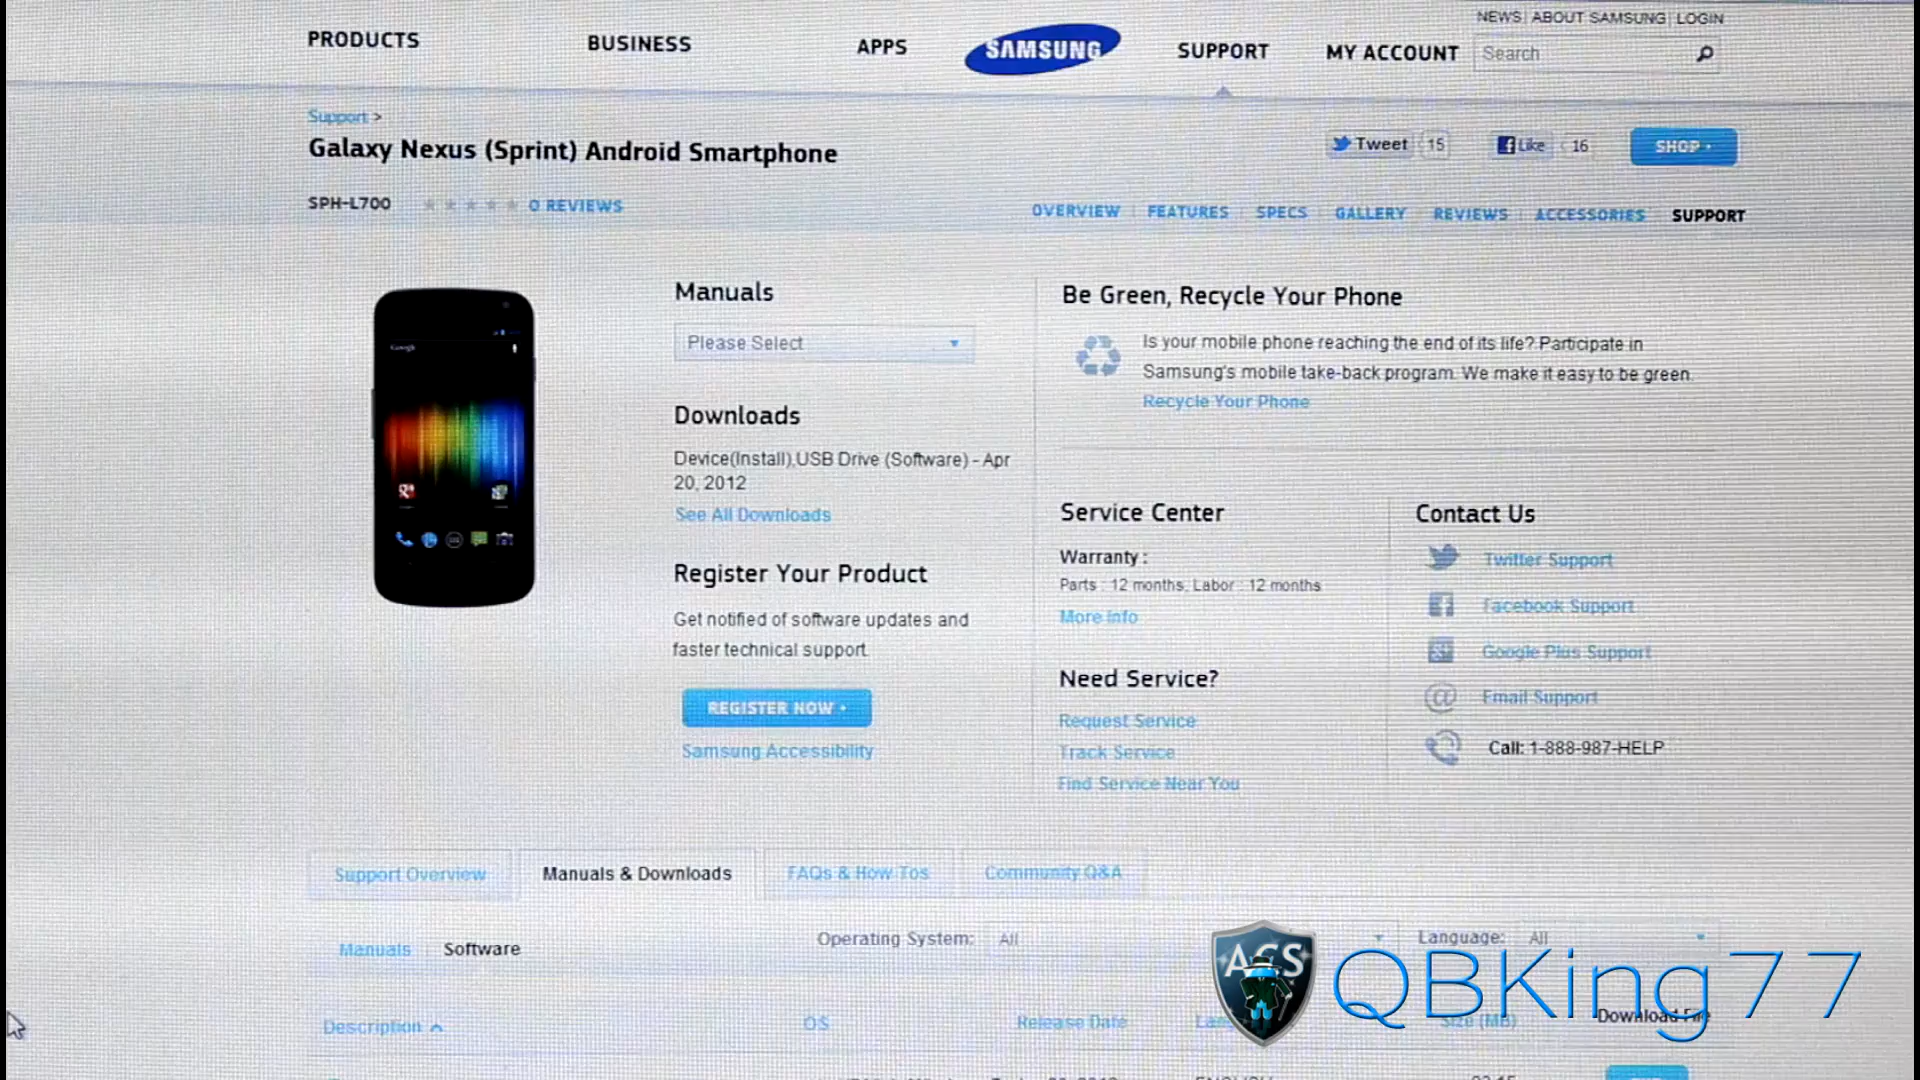 NEWS | ABOUT SAMSUNG | LOGIN
PRODUCTS
BUSINESS
APPS
SAMSUNG
SUPPORT
MY ACCOUNT
Search
Support >
Galaxy Nexus (Sprint) Android Smartphone
Tweet 15
Like 16
SHOP
SPH-L700
0 REVIEWS
OVERVIEW | FEATURES | SPECS | GALLERY | REVIEWS | ACCESSORIES | SUPPORT
Google
Manuals
Please Select
Downloads
Device(Install),USB Drive (Software) - Apr
20, 2012
See All Downloads
Register Your Product
Get notified of software updates and
faster technical support.
REGISTER NOW
Samsung Accessibility
Be Green, Recycle Your Phone
Is your mobile phone reaching the end of its life? Participate in
Samsung's mobile take-back program. We make it easy to be green.
Recycle Your Phone
Service Center
Warranty :
Parts : 12 months, Labor : 12 months
More Info
Need Service?
Request Service
Track Service
Find Service Near You
Contact Us
Twitter Support
Facebook Support
Google Plus Support
Email Support
Call: 1-888-987-HELP
Support Overview
Manuals & Downloads
FAQs & How-Tos
Community Q&A
Manuals | Software
Operating System: All
Language: All
AGS
QBKing77
Description
OS
Release Date
Size (MB)
Download File